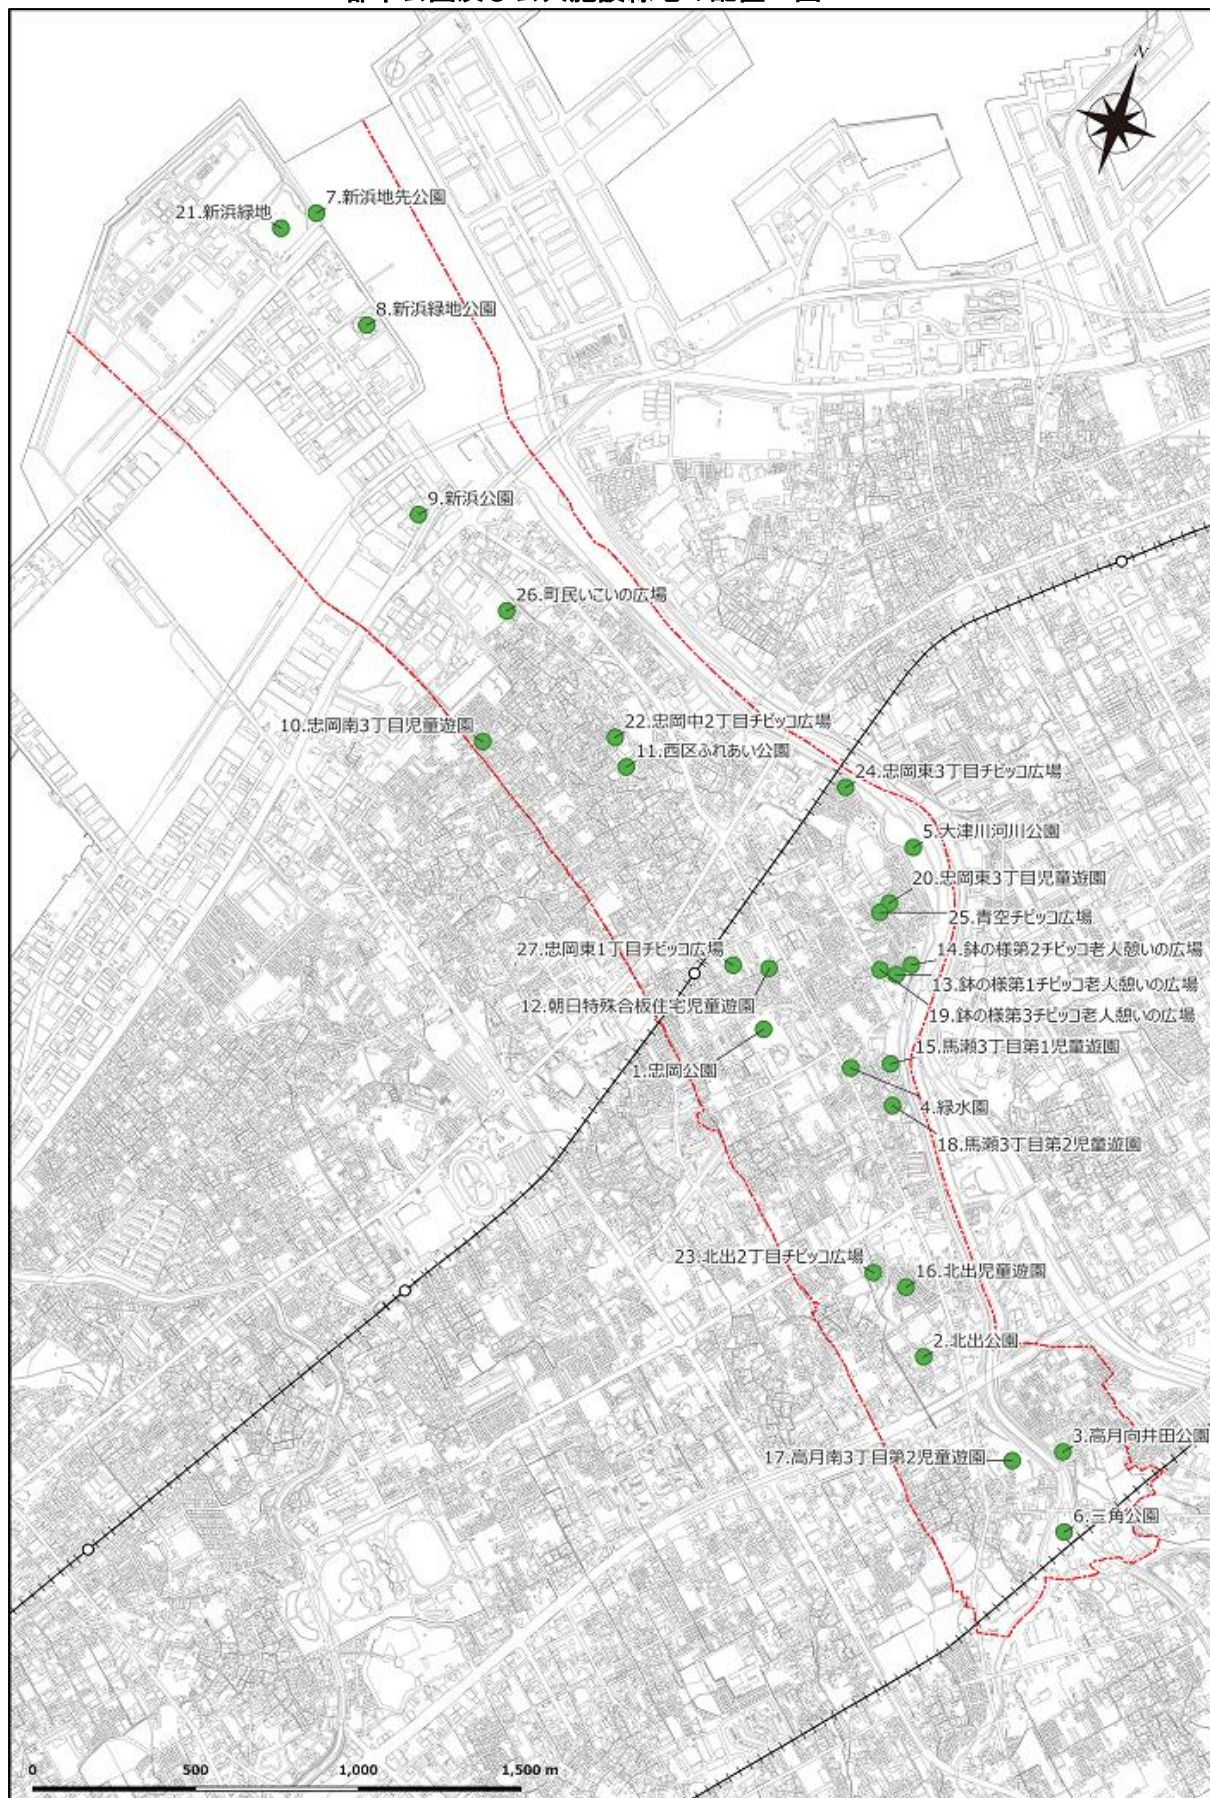 N
7.新浜地先公園
21.新浜緑地
8.新浜緑地公園
9.新浜公園
26.町民いこいの広場
10.忠岡南3丁目児童遊園
22.忠岡中2丁目チビッコ広場
11.西区ふれあい公園
24.忠岡東3丁目チビッコ広場
5.大津川河川公園
20.忠岡東3丁目児童遊園
25.青空チビッコ広場
27.忠岡東1丁目チビッコ広場
14.鉢の様第2チビッコ老人憩いの広場
13.鉢の様第1チビッコ老人憩いの広場
12.朝日特殊合板住宅児童遊園
19.鉢の様第3チビッコ老人憩いの広場
15.馬瀬3丁目第1児童遊園
1.忠岡公園
4.緑水園
18.馬瀬3丁目第2児童遊園
23.北出2丁目チビッコ広場
16.北出児童遊園
2.北出公園
3.高月向井田公園
17.高月南3丁目第2児童遊園
6.三角公園
0 500 1,000 1,500 m